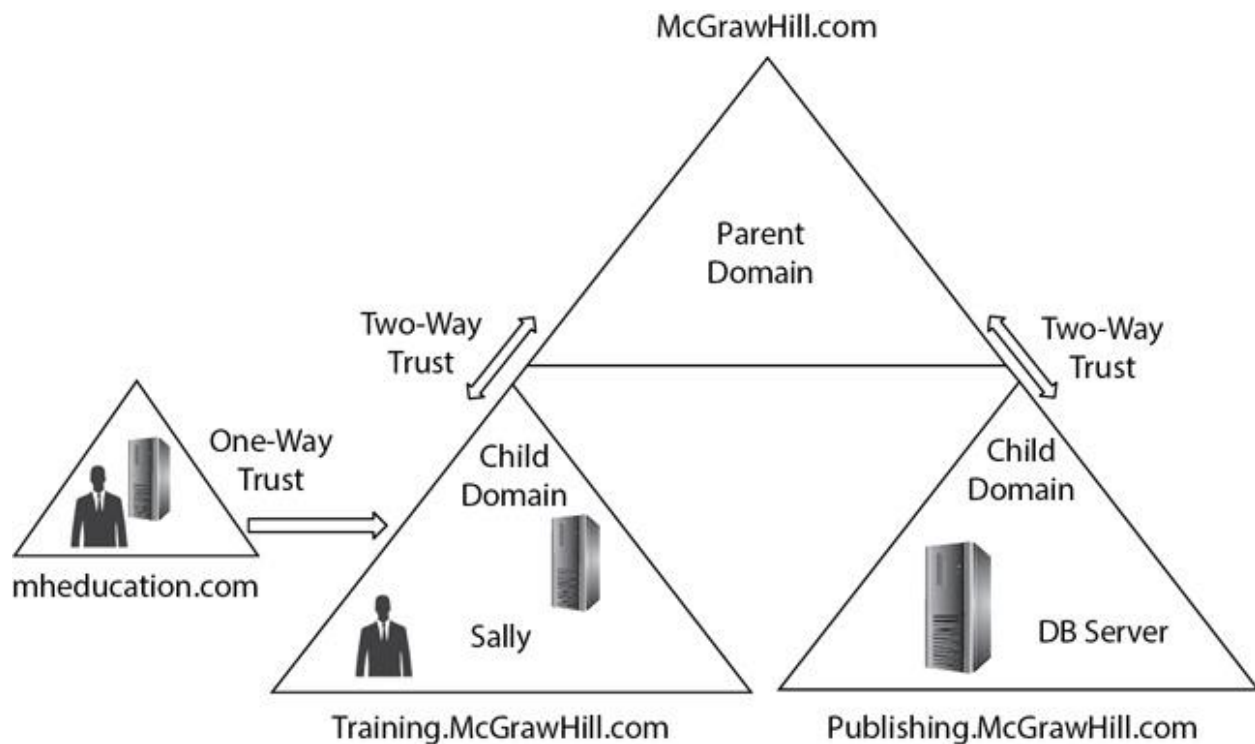 McGrawHill.com
Parent
Domain
Two-Way
Trust
Two-Way
Trust
One-Way
Trust
Child
Domain
Child
Domain
mheducation.com
Sally
DB Server
Training.McGrawHill.com
Publishing.McGrawHill.com